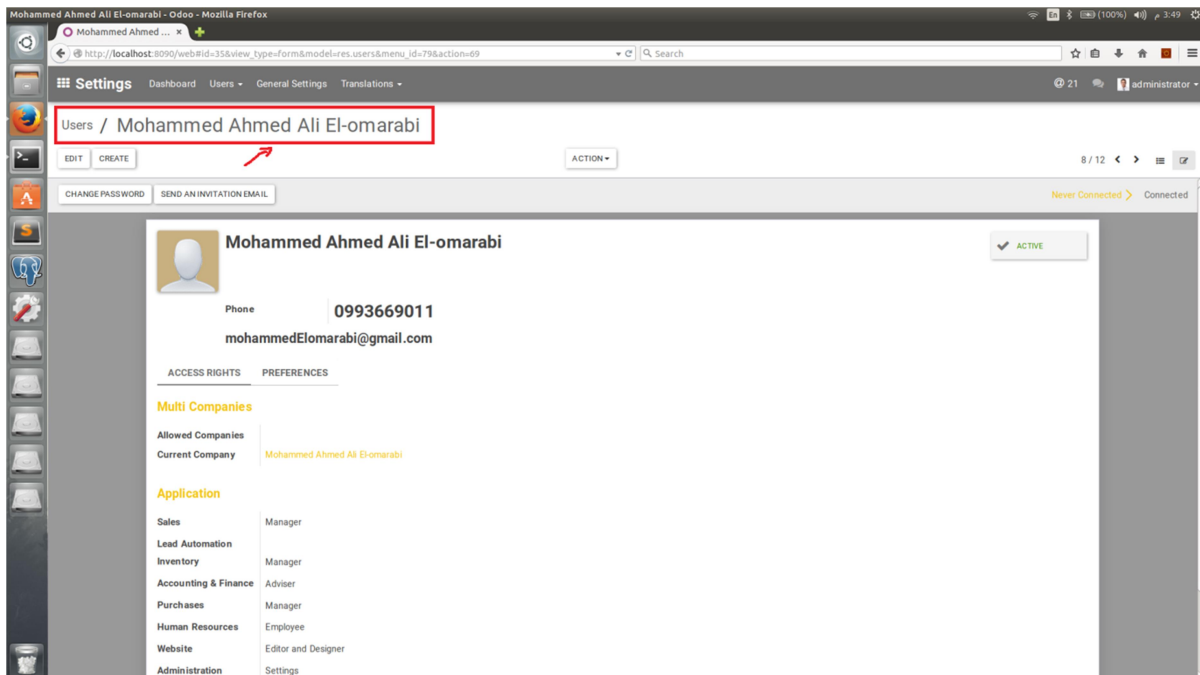 Mohammed Ahmed Ali El-omarabi - Odoo - Mozilla Firefox
En (100%) م 3:49
Mohammed Ahmed ... ×
http://localhost:8090/web#id=35&view_type=form&model=res.users&menu_id=79&action=69 Search
Settings Dashboard Users General Settings Translations @ 21 administrator
Users / Mohammed Ahmed Ali El-omarabi
EDIT CREATE ACTION 8 / 12
CHANGE PASSWORD SEND AN INVITATION EMAIL Never Connected Connected
Mohammed Ahmed Ali El-omarabi ACTIVE
Phone 0993669011
mohammedElomarabi@gmail.com
ACCESS RIGHTS PREFERENCES
Multi Companies
Allowed Companies
Current Company Mohammed Ahmed Ali El-omarabi
Application
Sales Manager
Lead Automation
Inventory Manager
Accounting & Finance Adviser
Purchases Manager
Human Resources Employee
Website Editor and Designer
Administration Settings